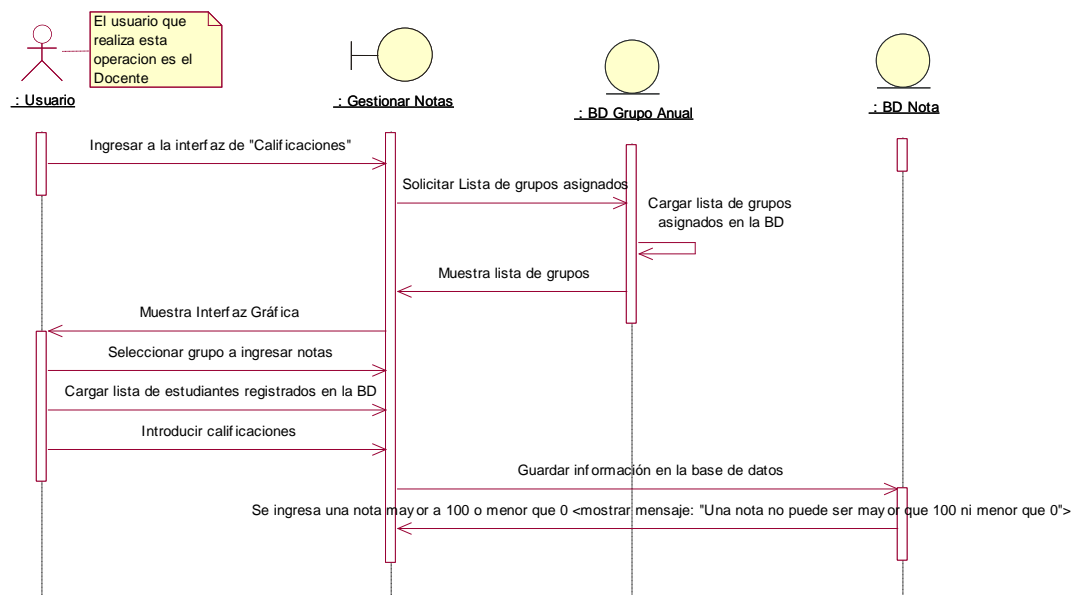 El usuario que
realiza esta
operacion es el
Docente
: Usuario
: Gestionar Notas
: BD Grupo Anual
: BD Nota
Ingresar a la interfaz de "Calificaciones"
Solicitar Lista de grupos asignados
Cargar lista de grupos
asignados en la BD
Muestra lista de grupos
Muestra Interfaz Gráfica
Seleccionar grupo a ingresar notas
Cargar lista de estudiantes registrados en la BD
Introducir calificaciones
Guardar información en la base de datos
Se ingresa una nota mayor a 100 o menor que 0 <mostrar mensaje: "Una nota no puede ser mayor que 100 ni menor que 0">